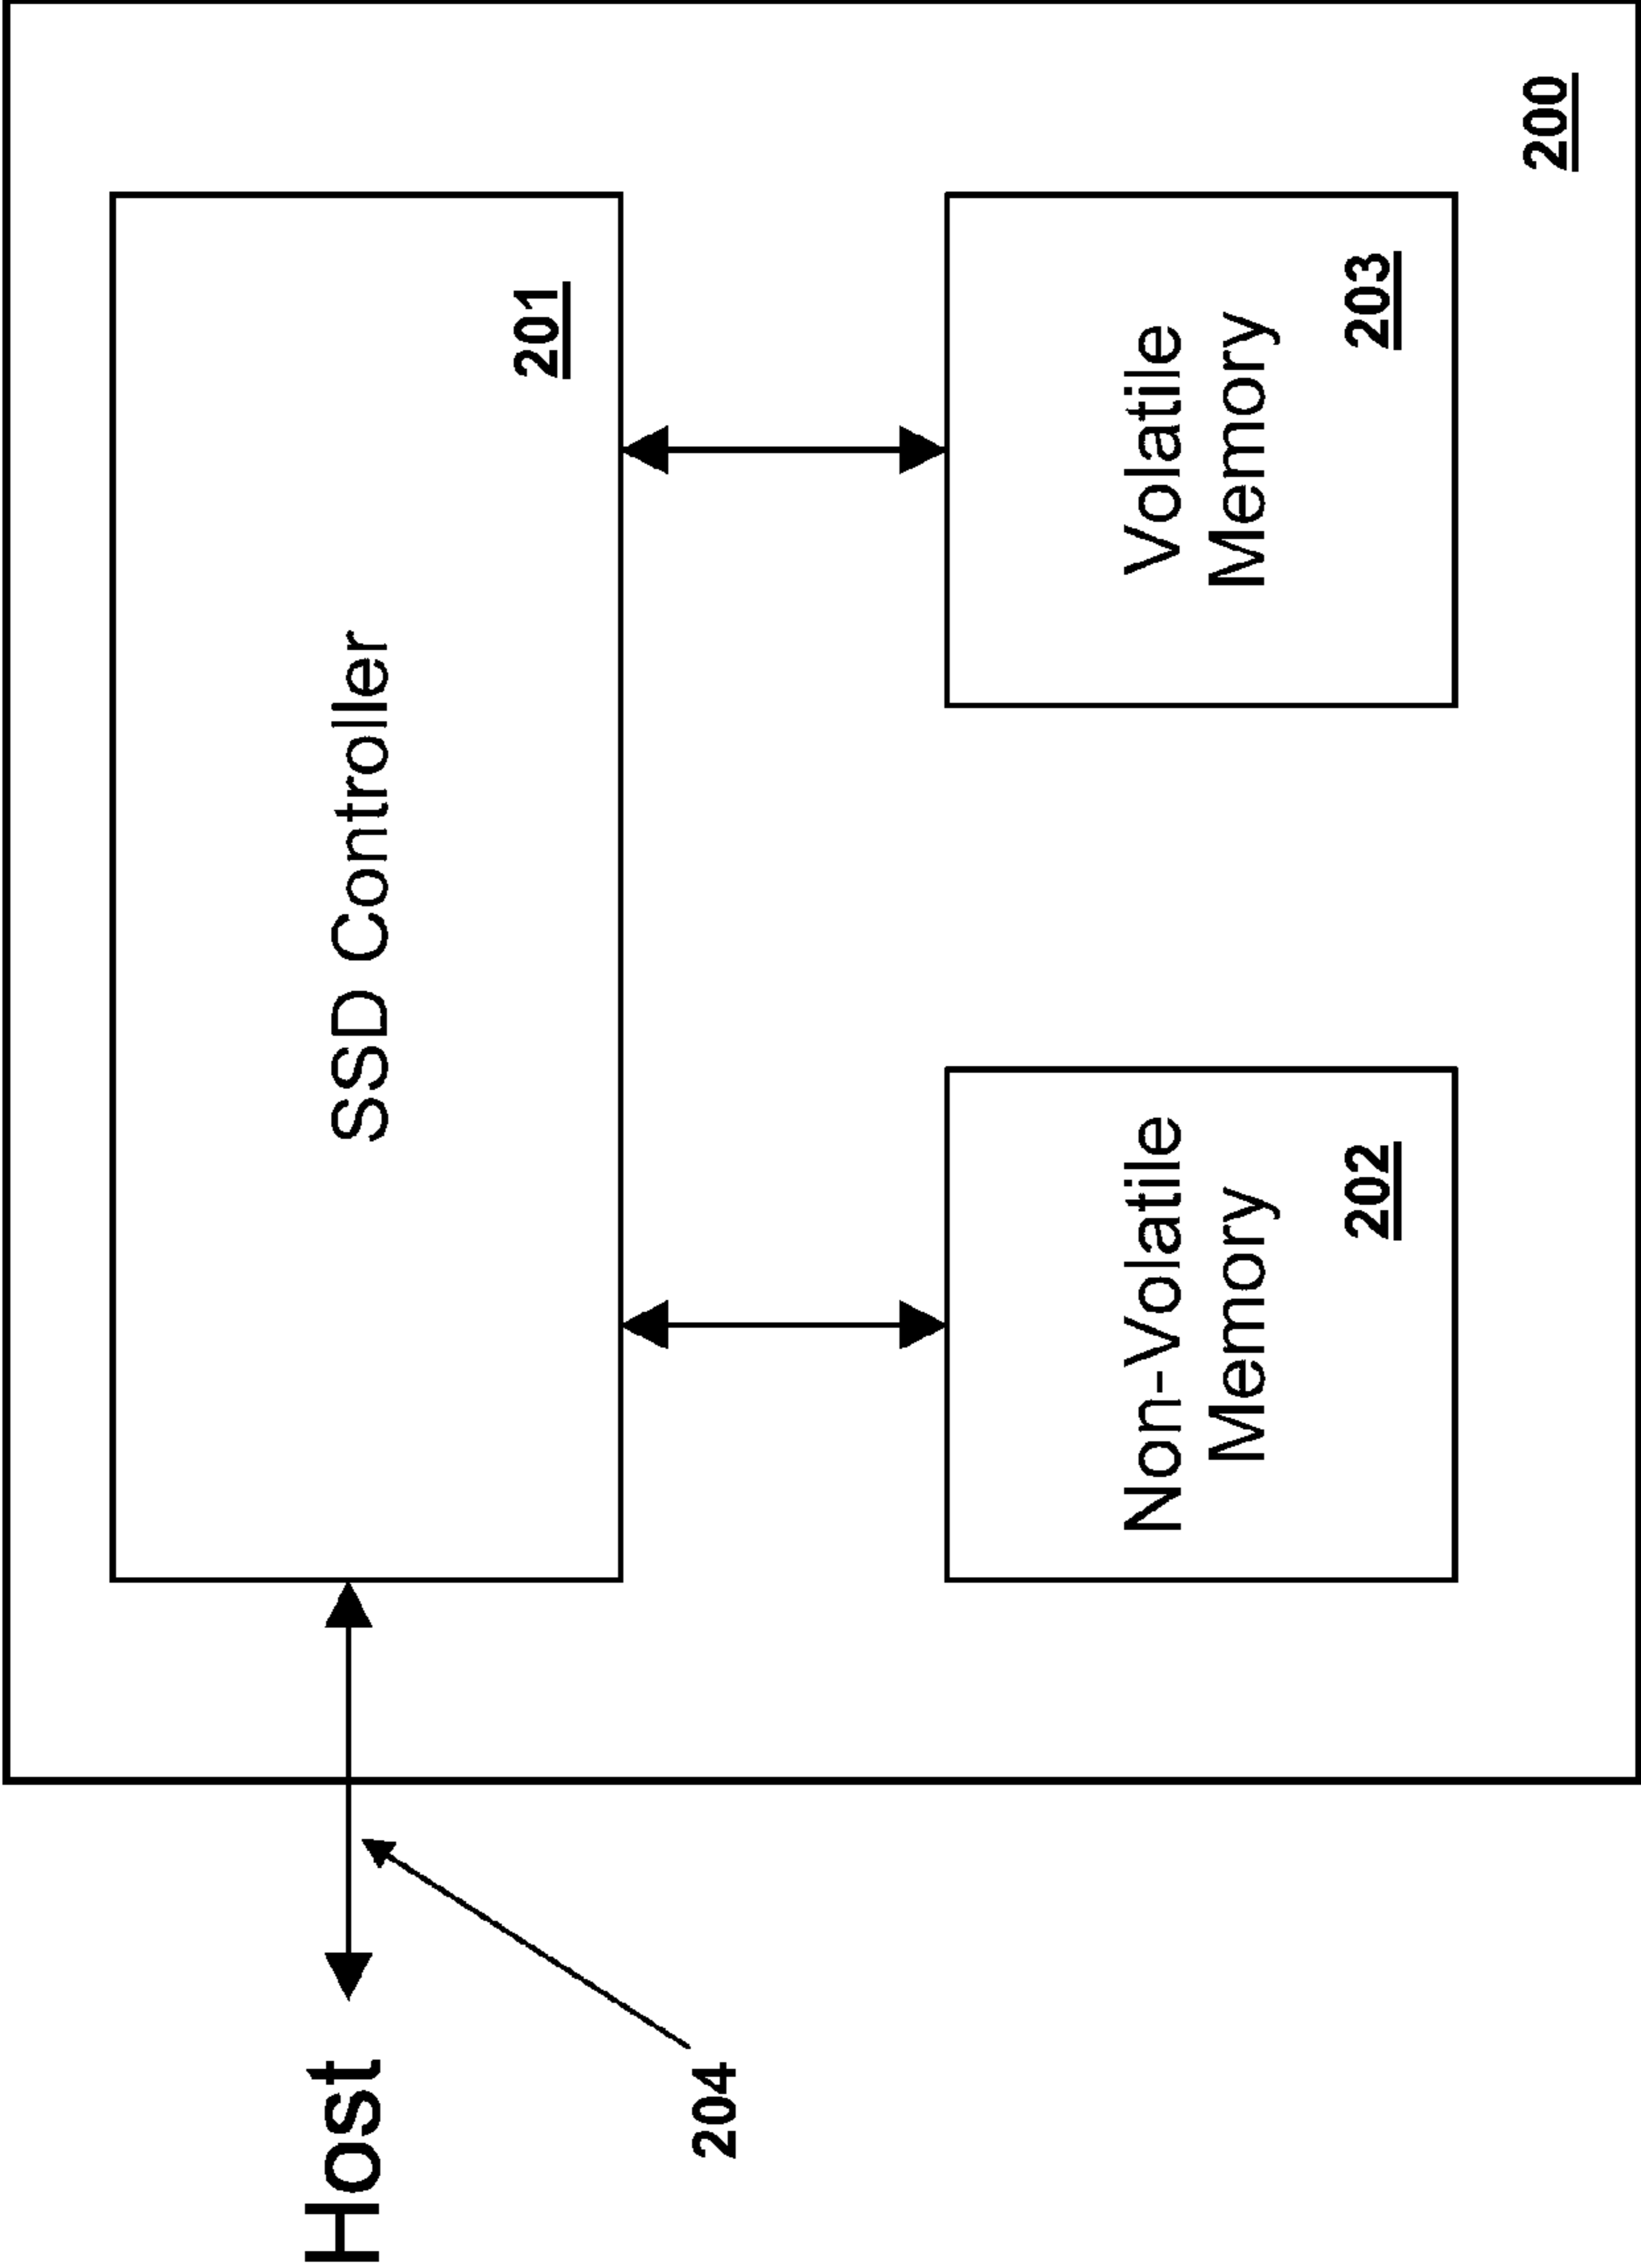 Host
204
SSD Controller
201
Non-Volatile
Memory
202
Volatile
Memory
203
200